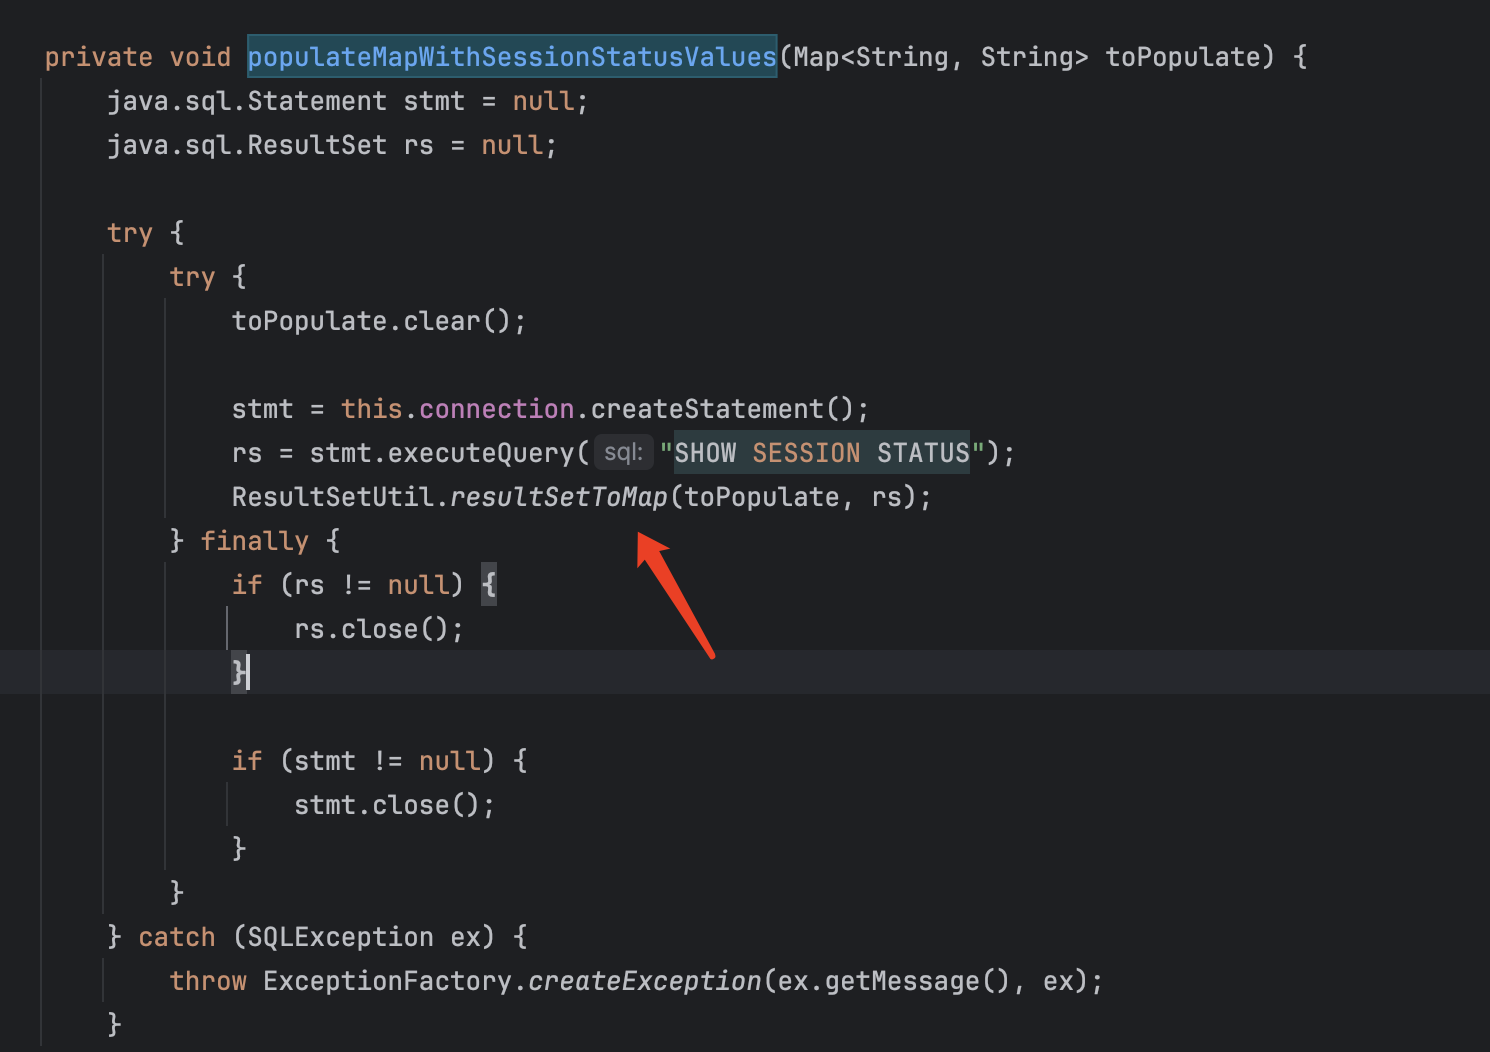 private void populateMapWithSessionStatusValues(Map<String, String> toPopulate) {
java.sql.Statement stmt = null;
java.sql.ResultSet rs = null;
try {
try {
toPopulate.clear();
stmt = this.connection.createStatement();
rs = stmt.executeQuery( sql: "SHOW SESSION STATUS");
ResultSetUtil.resultSetToMap(toPopulate, rs);
} finally {
if (rs != null) {
rs.close();
}
if (stmt != null) {
stmt.close();
}
}
} catch (SQLException ex) {
throw ExceptionFactory.createException(ex.getMessage(), ex);
}